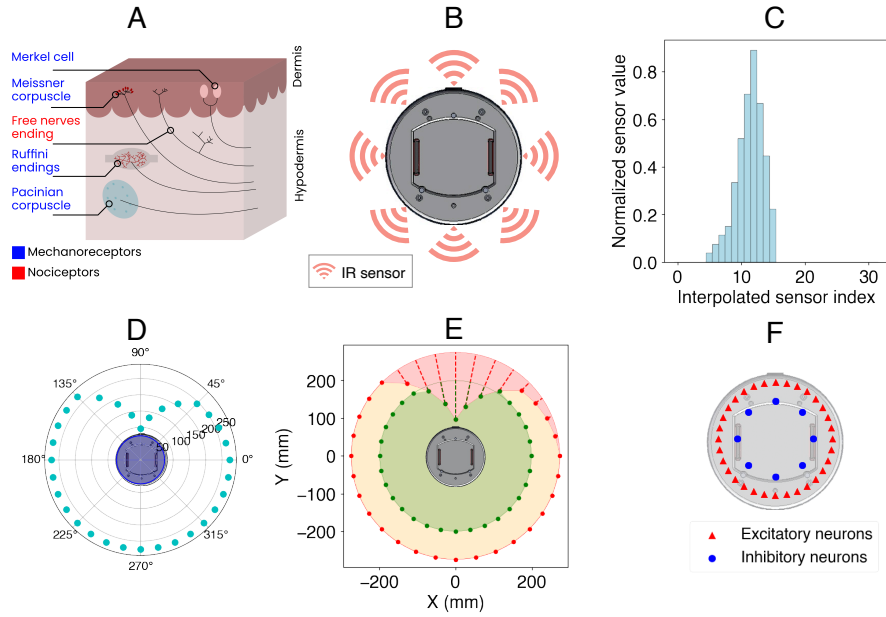 A
Merkel cell
Meissner
corpuscle
Free nerves
ending
Ruffini
endings
Pacinian
corpuscle
Dermis
Hypodermis
Mechanoreceptors
Nociceptors
B
IR sensor
C
Normalized sensor value
0.8
0.6
0.4
0.2
0.0
0
10
20
30
Interpolated sensor index
D
90°
135°
45°
180°
0°
225°
315°
270°
50
100
150
200
250
E
Y (mm)
200
100
0
−100
−200
−200
0
200
X (mm)
F
Excitatory neurons
Inhibitory neurons